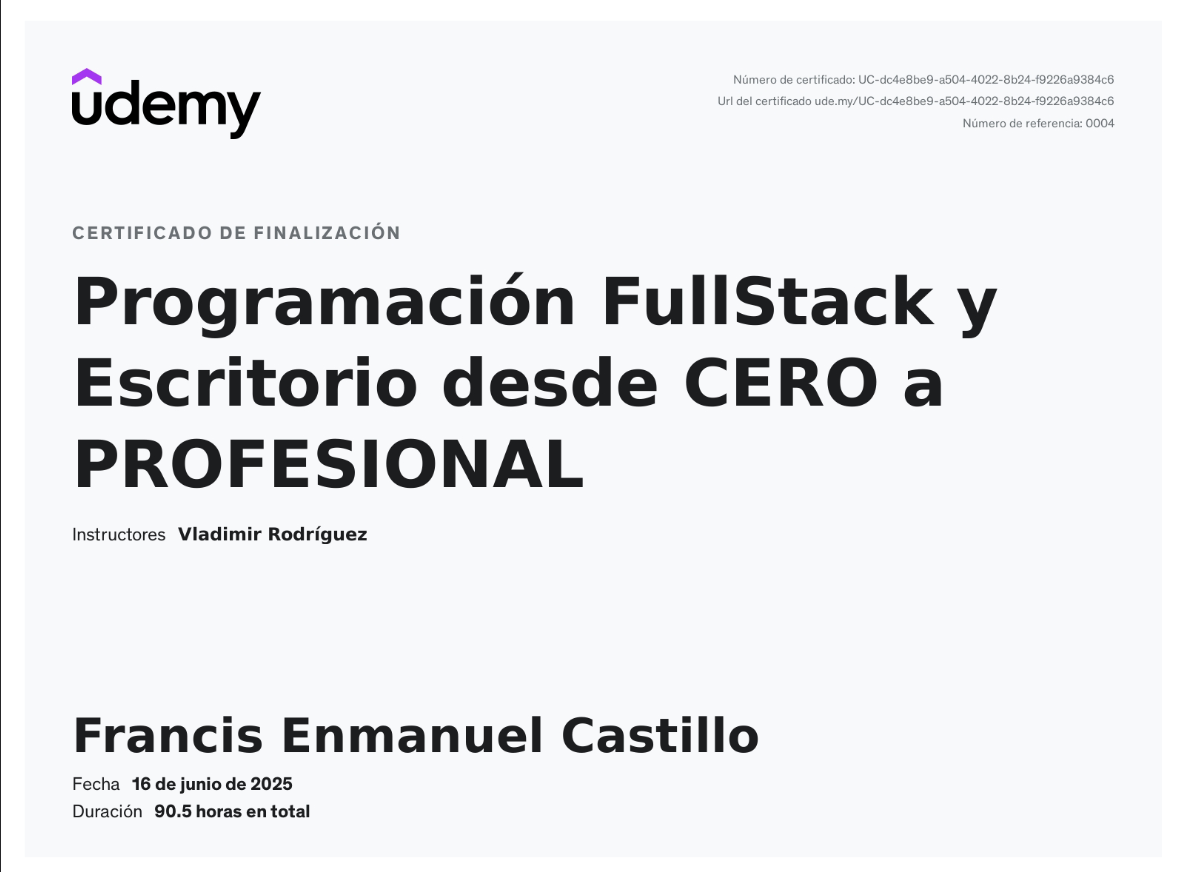 udemy
Número de certificado: UC-dc4e8be9-a504-4022-8b24-f9226a9384c6
Url del certificado ude.my/UC-dc4e8be9-a504-4022-8b24-f9226a9384c6
Número de referencia: 0004
CERTIFICADO DE FINALIZACIÓN
Programación FullStack y
Escritorio desde CERO a
PROFESIONAL
Instructores Vladimir Rodríguez
Francis Enmanuel Castillo
Fecha 16 de junio de 2025
Duración 90.5 horas en total